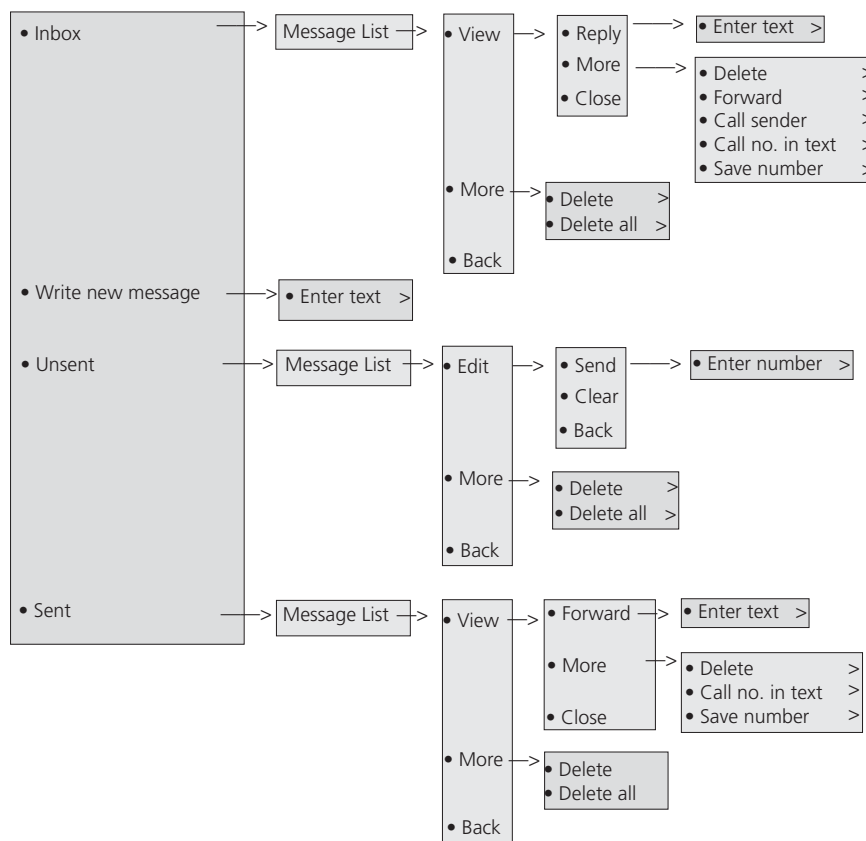 • Inbox
Message List
• View
• Reply
• More
• Close
• Enter text >
• Delete >
• Forward >
• Call sender >
• Call no. in text >
• Save number >
• More
• Delete >
• Delete all >
• Back
• Write new message
• Enter text >
• Unsent
Message List
• Edit
• Send
• Clear
• Back
• Enter number >
• More
• Delete >
• Delete all >
• Back
• Sent
Message List
• View
• Forward
• More
• Close
• Enter text >
• Delete >
• Call no. in text >
• Save number >
• More
• Delete
• Delete all
• Back